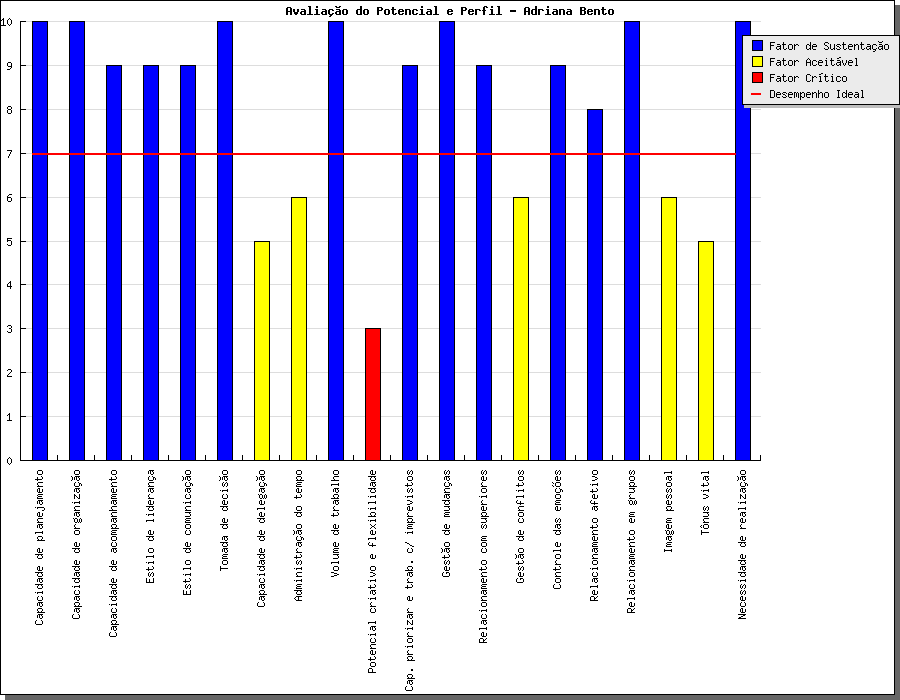 Avaliação do Potencial e Perfil - Adriana Bento
Fator de Sustentação
Fator Aceitável
Fator Crítico
Desempenho Ideal
10
9
8
7
6
5
4
3
2
1
0
Capacidade de planejamento
Capacidade de organização
Capacidade de acompanhamento
Estilo de liderança
Estilo de comunicação
Tomada de decisão
Capacidade de delegação
Administração do tempo
Volume de trabalho
Potencial criativo e flexibilidade
Cap. priorizar e trab. c/ imprevistos
Gestão de mudanças
Relacionamento com superiores
Gestão de conflitos
Controle das emoções
Relacionamento afetivo
Relacionamento em grupos
Imagem pessoal
Tônus vital
Necessidade de realização